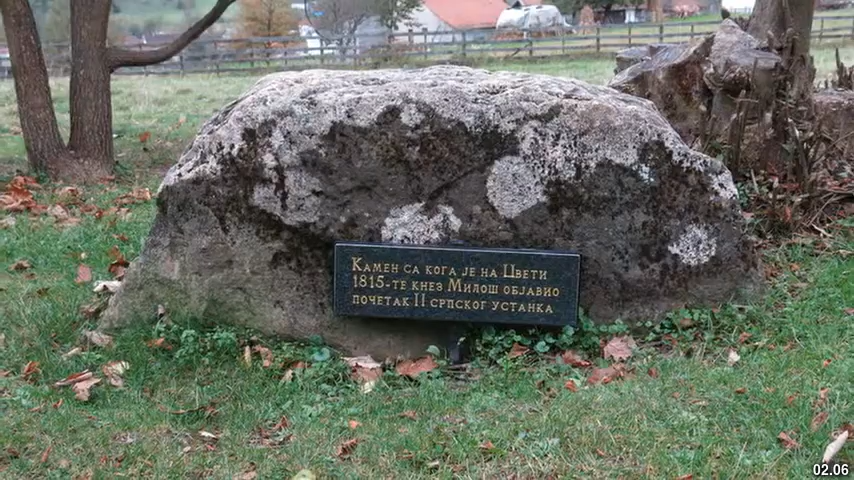 Камен са кога је на Цвети
1815-те кнез Милош објавио
почетак II српског устанка
02.06